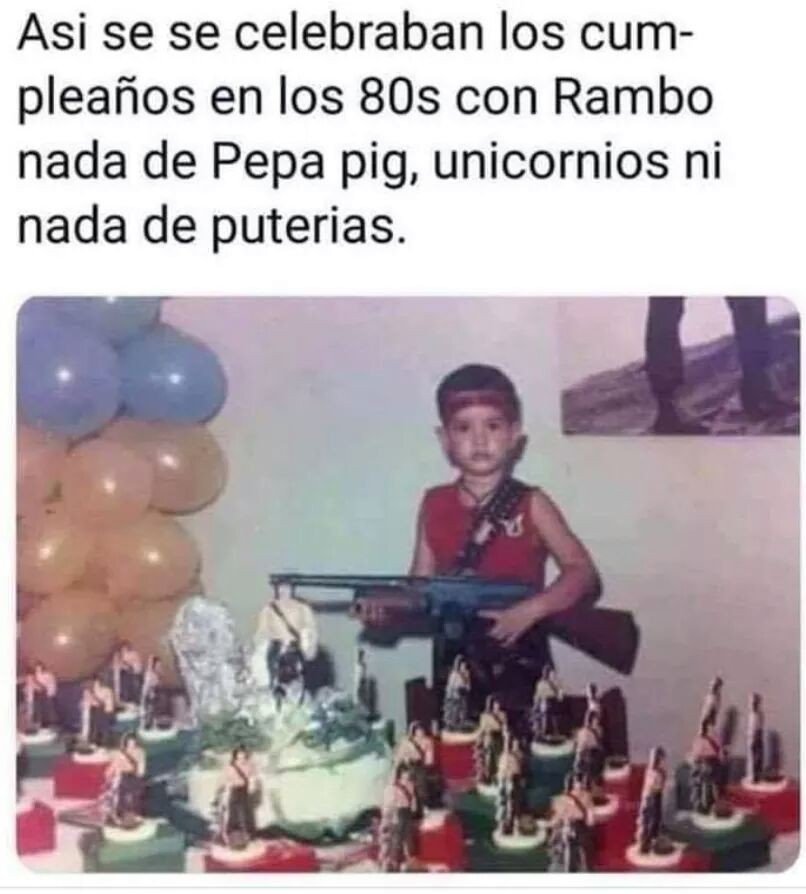 Asi se se celebraban los cum-
pleaños en los 80s con Rambo
nada de Pepa pig, unicornios ni
nada de puterias.